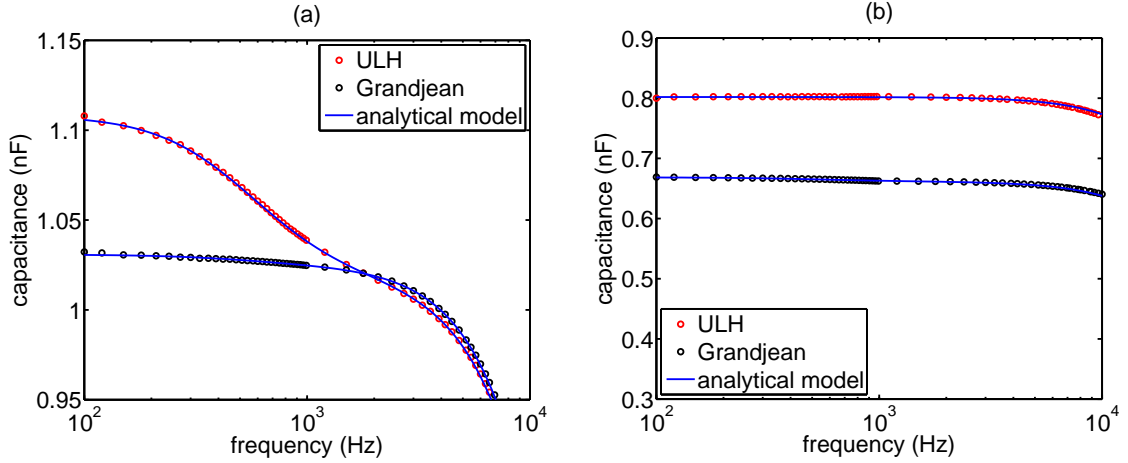 (a)
1.15
1.1
1.05
1
0.95
capacitance (nF)
10^2
10^3
10^4
frequency (Hz)
ULH
Grandjean
analytical model
(b)
0.9
0.8
0.7
0.6
0.5
0.4
0.3
capacitance (nF)
10^2
10^3
10^4
frequency (Hz)
ULH
Grandjean
analytical model